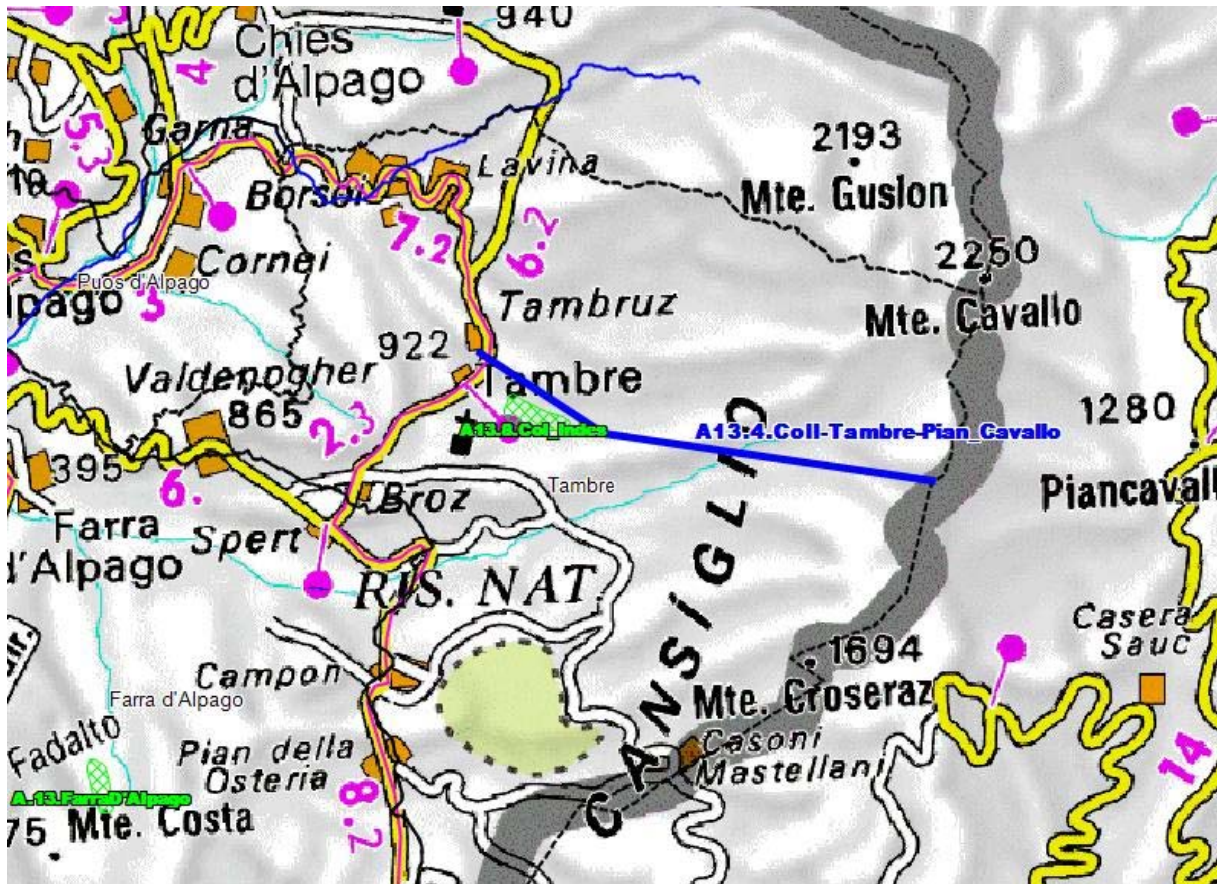 940
Chies
d'Alpago
4
5.3
Garna
Lavina
2193
Mte. Guslon
Borsoi
7.2
6.2
Cornei
Puos d'Alpago
3
2250
Mte. Cavallo
Tambruz
922
Tambre
Valdenogher
865
2.3
A13.8.Col_Indes
A13.4.Coll-Tambre-Pian_Cavallo
1280
395
6.
Broz
Tambre
Farra
d'Alpago
Spert
RIS. NAT.
CANSIGLIO
Casera
Sauc
1694
Mte. Croseraz
Campon
Farra d'Alpago
Fadalto
Pian della
Osteria
Casoni
Mastellani
14
A.13.FarraD'Alpago
75 Mte. Costa
7.8